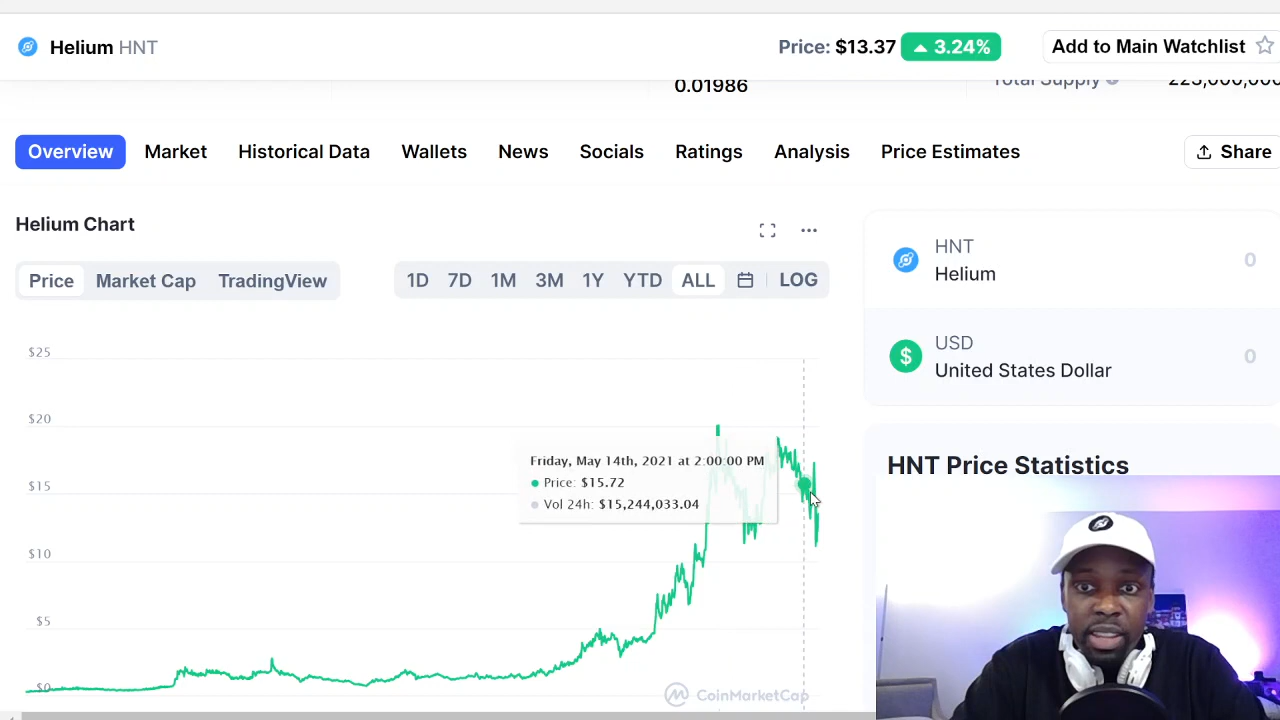 Helium HNT
Price: $13.37 3.24%
Add to Main Watchlist
0.01986
Total Supply
Overview Market Historical Data Wallets News Socials Ratings Analysis Price Estimates
Share
Helium Chart
Price Market Cap TradingView
1D 7D 1M 3M 1Y YTD ALL LOG
HNT
Helium
0
USD
United States Dollar
0
$25
$20
$15
$10
$5
$0
Friday, May 14th, 2021 at 2:00:00 PM
Price: $15.72
Vol 24h: $15,244,033.04
CoinMarketCap
HNT Price Statistics